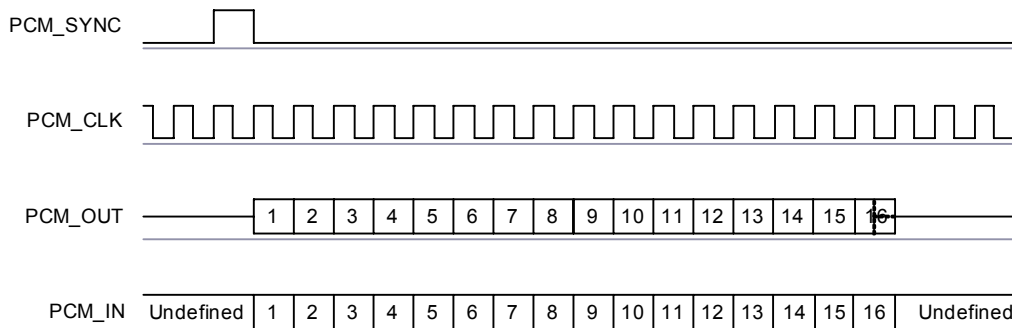 PCM_SYNC
PCM_CLK
PCM_OUT 1 2 3 4 5 6 7 8 9 10 11 12 13 14 15 16
PCM_IN Undefined 1 2 3 4 5 6 7 8 9 10 11 12 13 14 15 16 Undefined